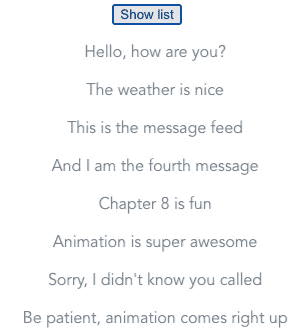 Show list
Hello, how are you?
The weather is nice
This is the message feed
And I am the fourth message
Chapter 8 is fun
Animation is super awesome
Sorry, I didn't know you called
Be patient, animation comes right up